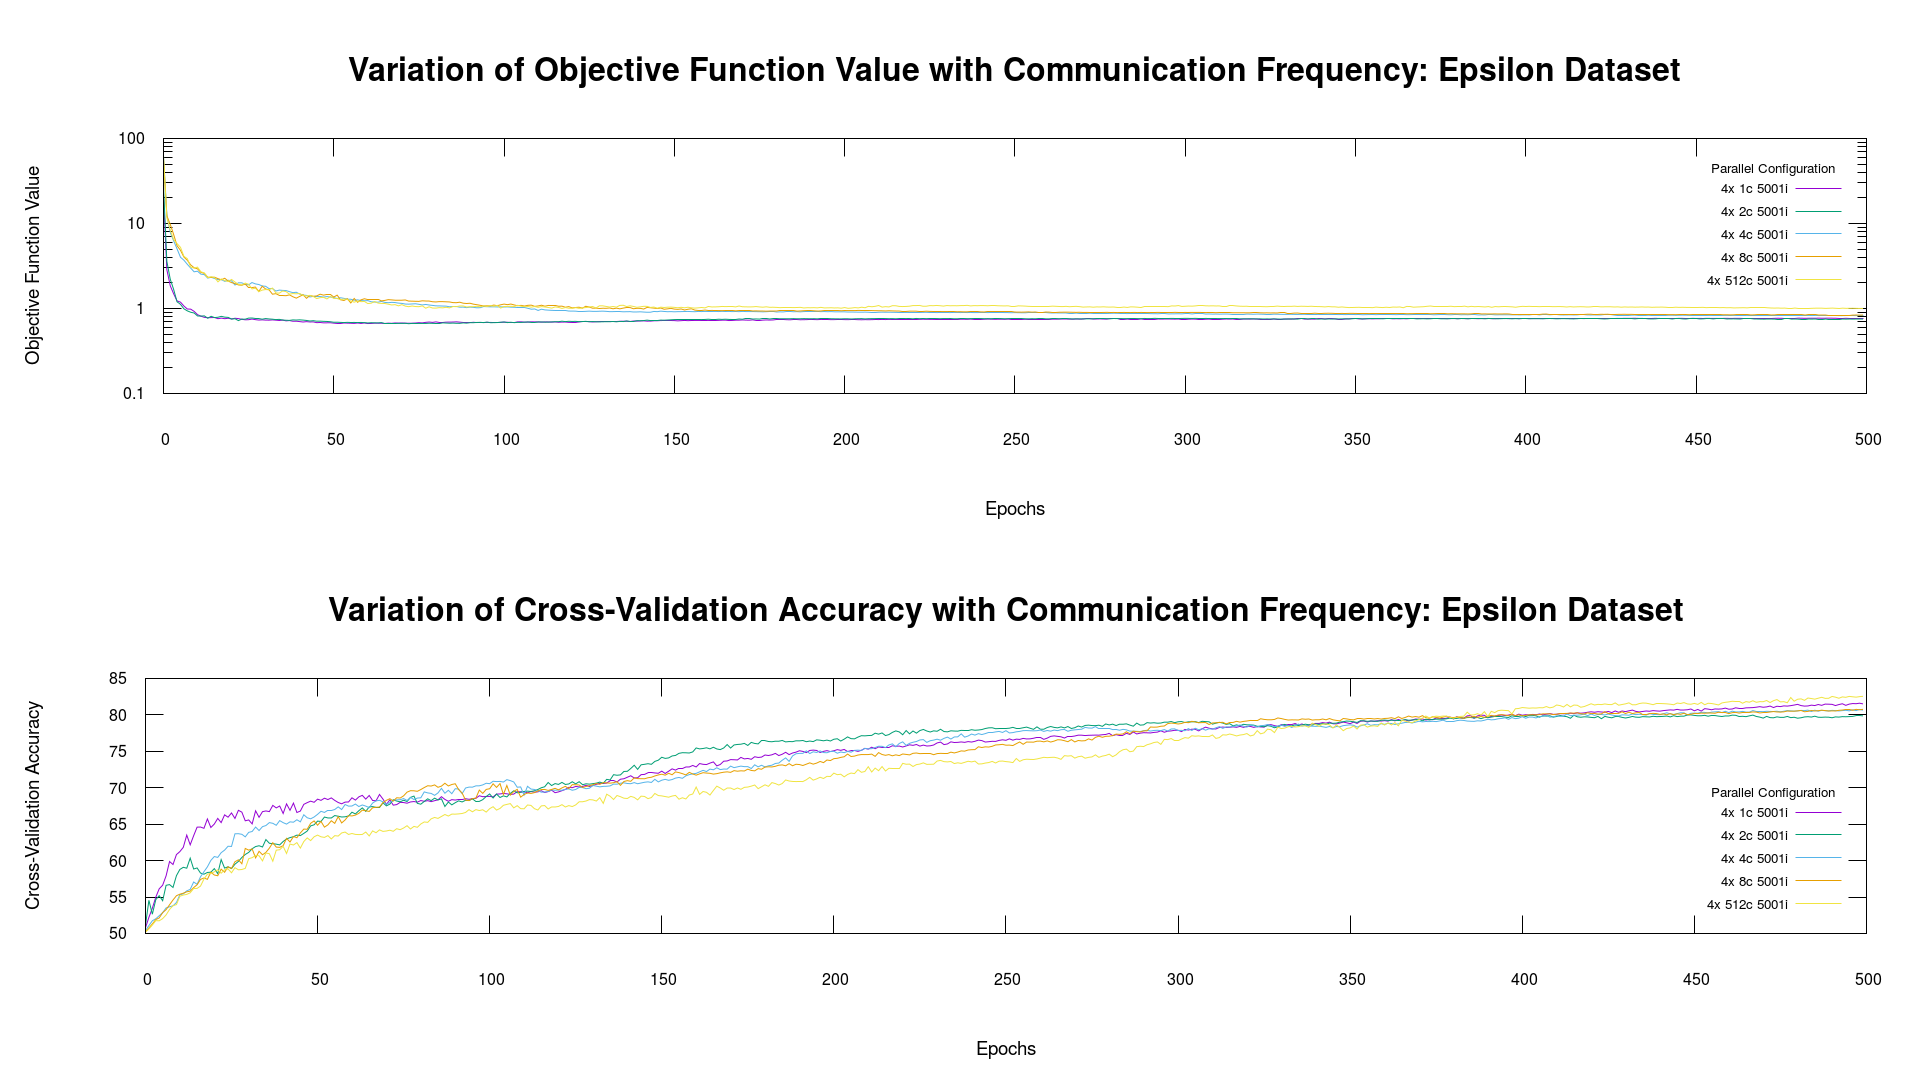 Variation of Objective Function Value with Communication Frequency: Epsilon Dataset
Objective Function Value
100
10
1
0.1
Parallel Configuration
4x 1c 5001i
4x 2c 5001i
4x 4c 5001i
4x 8c 5001i
4x 512c 5001i
0 50 100 150 200 250 300 350 400 450 500
Epochs
Variation of Cross-Validation Accuracy with Communication Frequency: Epsilon Dataset
Cross-Validation Accuracy
85
80
75
70
65
60
55
50
Parallel Configuration
4x 1c 5001i
4x 2c 5001i
4x 4c 5001i
4x 8c 5001i
4x 512c 5001i
0 50 100 150 200 250 300 350 400 450 500
Epochs